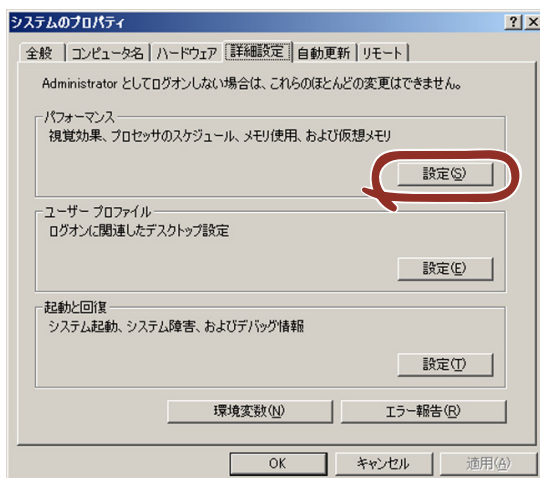 システムのプロパティ
全般 コンピュータ名 ハードウェア 詳細設定 自動更新 リモート
Administrator としてログオンしない場合は、これらのほとんどの変更はできません。
パフォーマンス
視覚効果、プロセッサのスケジュール、メモリ使用、および仮想メモリ
設定(S)
ユーザー プロファイル
ログオンに関連したデスクトップ設定
設定(E)
起動と回復
システム起動、システム障害、およびデバッグ情報
設定(T)
環境変数(N) エラー報告(R)
OK キャンセル 適用(A)